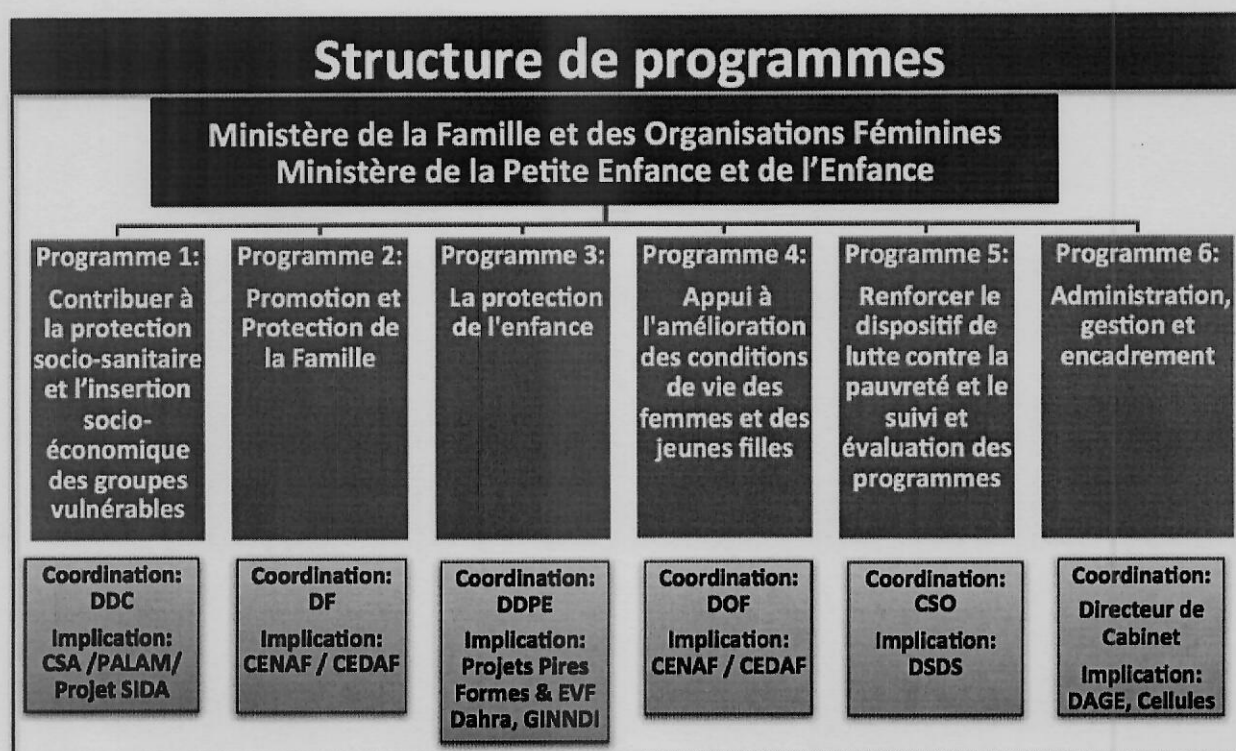 Structure de programmes
Ministère de la Famille et des Organisations Féminines
Ministère de la Petite Enfance et de l'Enfance
Programme 1:
Contribuer à
la protection
socio-sanitaire
et l'insertion
socio-
économique
des groupes
vulnérables
Coordination:
DDC
Implication:
CSA /PALAM/
Projet SIDA
Programme 2:
Promotion et
Protection de
la Famille
Coordination:
DF
Implication:
CENAF / CEDAF
Programme 3:
La protection
de l'enfance
Coordination:
DDPE
Implication:
Projets Pires
Formes & EVF
Dahra, GINNDI
Programme 4:
Appui à
l'amélioration
des conditions
de vie des
femmes et des
jeunes filles
Coordination:
DOF
Implication:
CENAF / CEDAF
Programme 5:
Renforcer le
dispositif de
lutte contre la
pauvreté et le
suivi et
évaluation des
programmes
Coordination:
CSO
Implication:
DSDS
Programme 6:
Administration,
gestion et
encadrement
Coordination:
Directeur de
Cabinet
Implication:
DAGE, Cellules